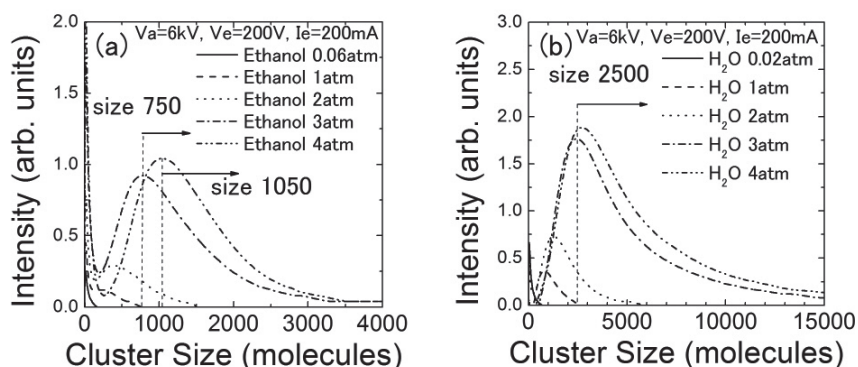 (a) Va=6kV, Ve=200V, Ie=200mA
Ethanol 0.06atm
Ethanol 1atm
Ethanol 2atm
Ethanol 3atm
Ethanol 4atm
size 750
size 1050
2.0
1.5
1.0
0.5
0.0
Intensity (arb. units)
0 1000 2000 3000 4000
Cluster Size (molecules)
(b) Va=6kV, Ve=200V, Ie=200mA
size 2500
H₂O 0.02atm
H₂O 1atm
H₂O 2atm
H₂O 3atm
H₂O 4atm
3.0
2.5
2.0
1.5
1.0
0.5
0.0
Intensity (arb. units)
0 5000 10000 15000
Cluster Size (molecules)